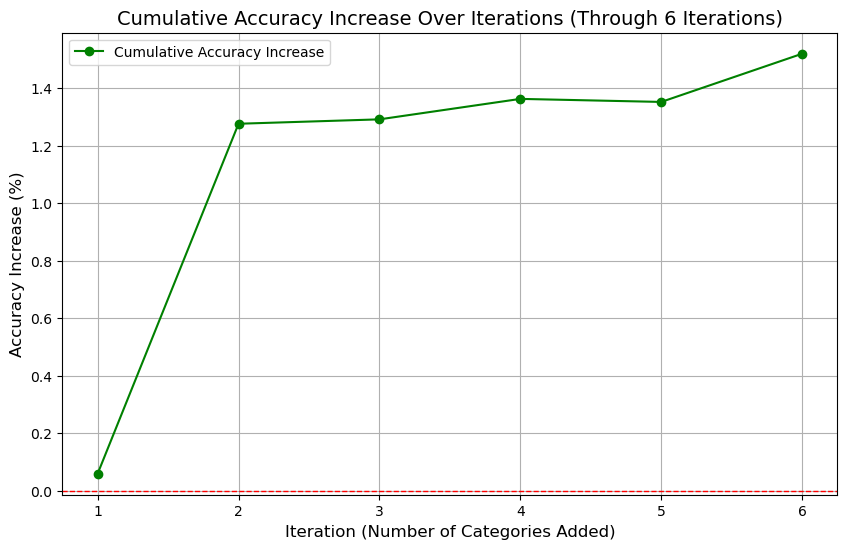 Cumulative Accuracy Increase Over Iterations (Through 6 Iterations)
Cumulative Accuracy Increase
Accuracy Increase (%)
1.4
1.2
1.0
0.8
0.6
0.4
0.2
0.0
1 2 3 4 5 6
Iteration (Number of Categories Added)